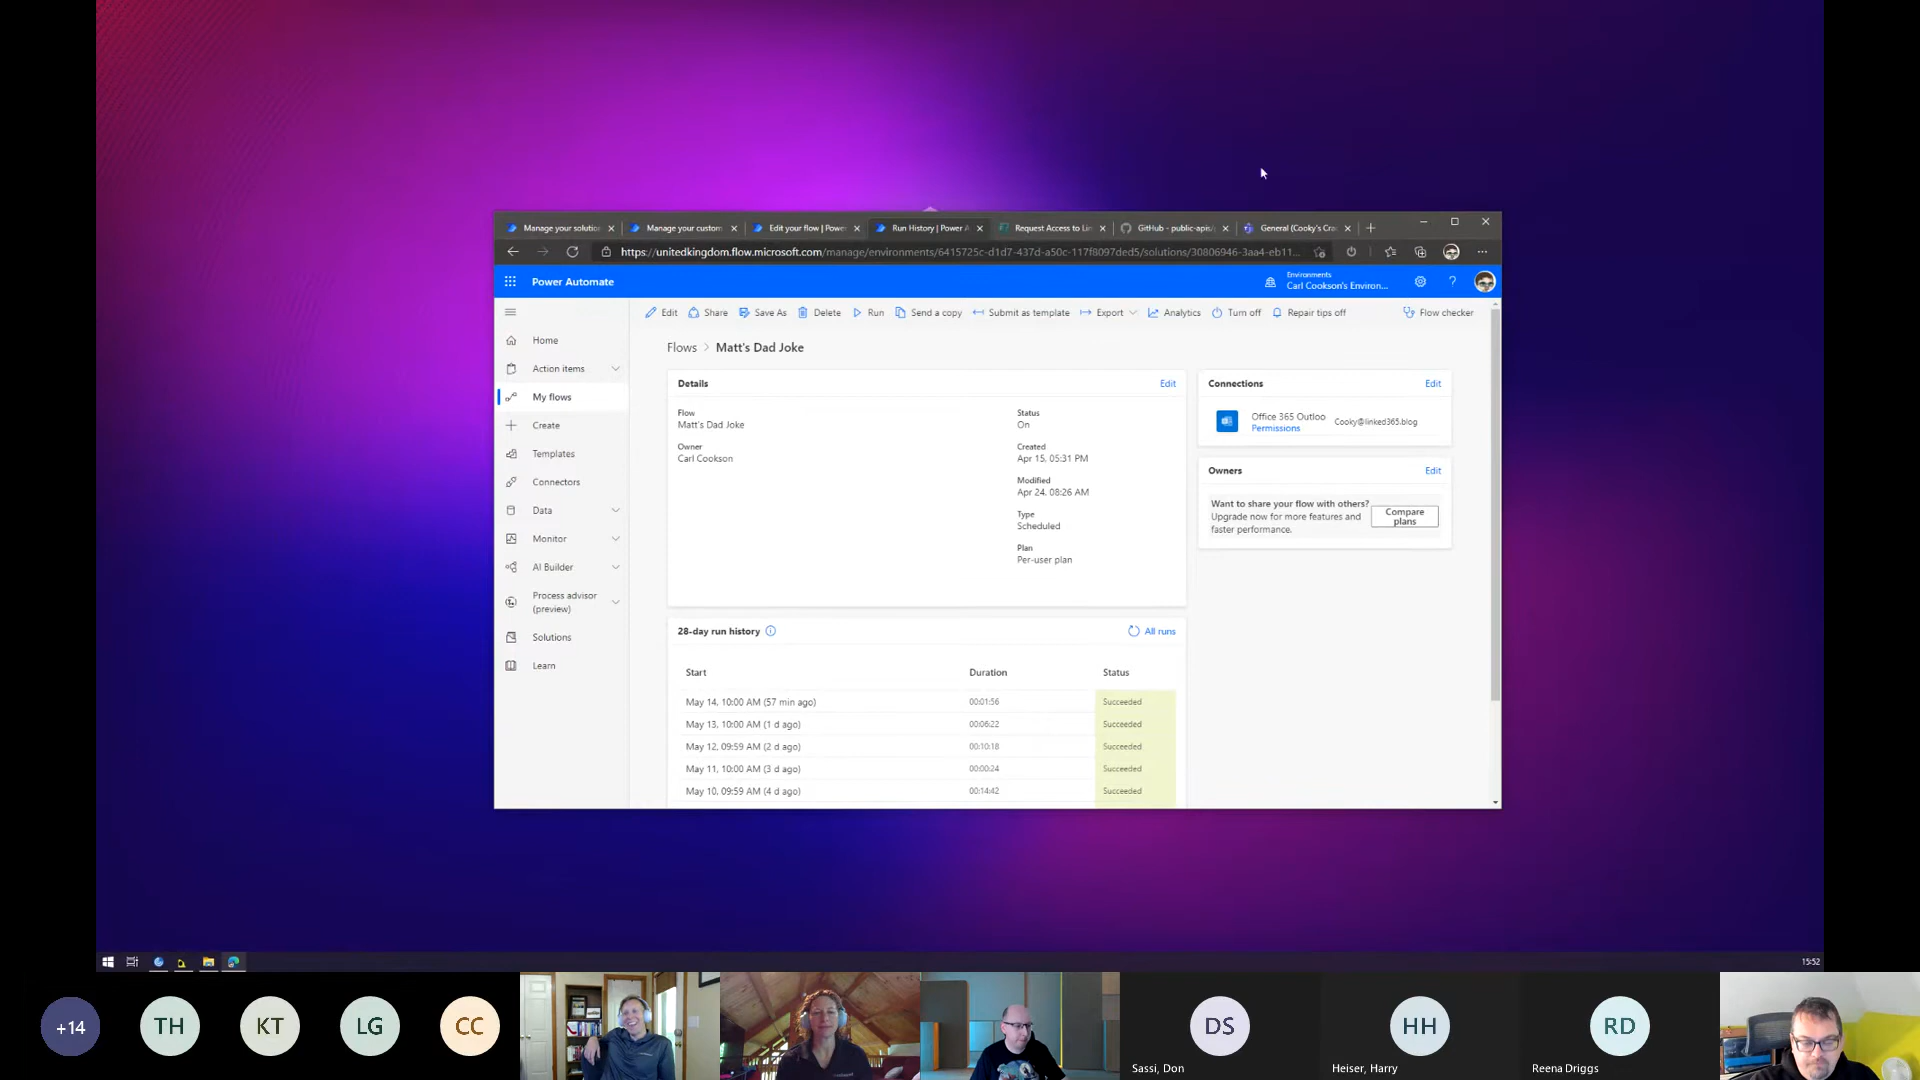 Manage your solutio
Manage your custom
Edit your flow | Power
Run History | Power A
Request Access to Lin
GitHub - public-apis/
General (Cooky's Cra
https://unitedkingdom.flow.microsoft.com/manage/environments/6415725c-d1d7-437d-a50c-117f8097ded5/solutions/30806946-3aa4-eb11...
Power Automate
Environments
Carl Cookson's Environ...
?
Edit
Share
Save As
Delete
Run
Send a copy
Submit as template
Export
Analytics
Turn off
Repair tips off
Flow checker
Home
Action items
My flows
Create
Templates
Connectors
Data
Monitor
AI Builder
Process advisor
(preview)
Solutions
Learn
Flows > Matt's Dad Joke
Details
Edit
Flow
Matt's Dad Joke
Owner
Carl Cookson
Status
On
Created
Apr 15, 05:31 PM
Modified
Apr 24, 08:26 AM
Type
Scheduled
Plan
Per-user plan
Connections
Edit
Office 365 Outloo
Permissions
Cooky@linked365.blog
Owners
Edit
Want to share your flow with others?
Upgrade now for more features and
faster performance.
Compare
plans
28-day run history
All runs
Start Duration Status
May 14, 10:00 AM (57 min ago) 00:01:56 Succeeded
May 13, 10:00 AM (1 d ago) 00:06:22 Succeeded
May 12, 09:59 AM (2 d ago) 00:10:18 Succeeded
May 11, 10:00 AM (3 d ago) 00:00:24 Succeeded
May 10, 09:59 AM (4 d ago) 00:14:42 Succeeded
15:52
+14
TH
KT
LG
CC
DS
HH
RD
Sassi, Don
Heiser, Harry
Reena Driggs